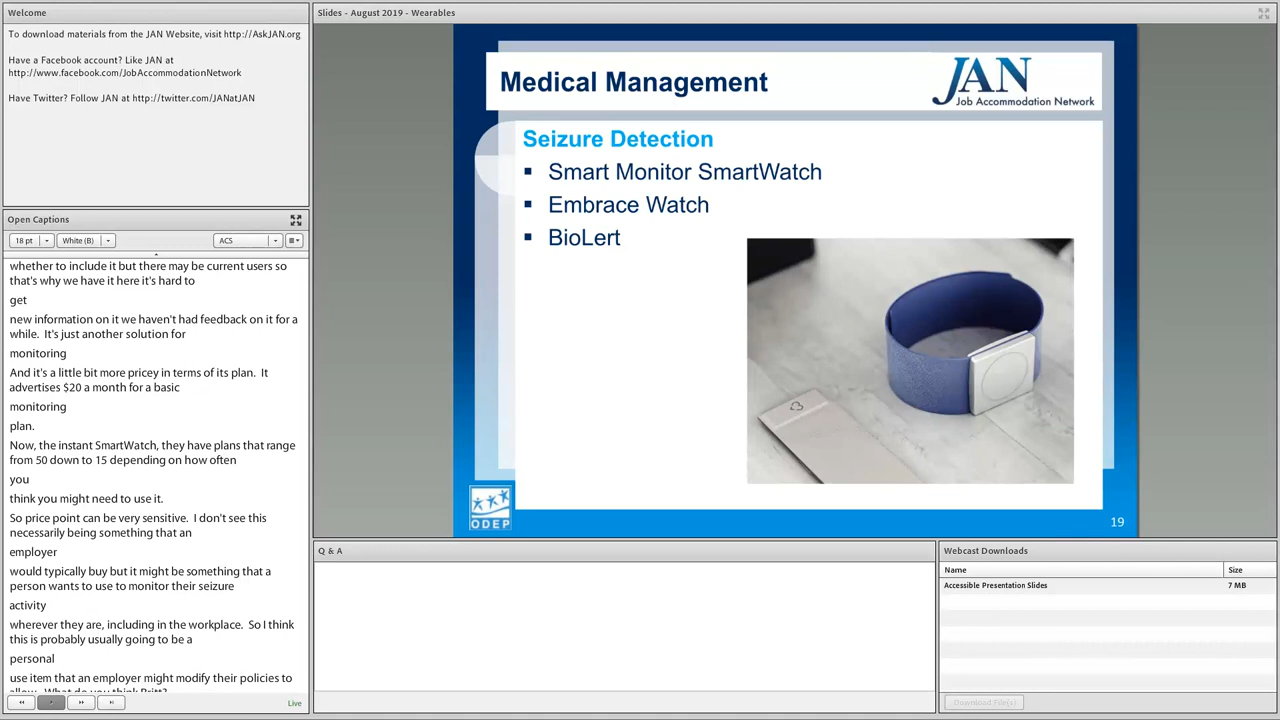 Welcome
To download materials from the JAN Website, visit http://AskJAN.org
Have a Facebook account? Like JAN at
http://www.facebook.com/JobAccommodationNetwork
Have Twitter? Follow JAN at http://twitter.com/JANatJAN
Open Captions
18 pt White (B) ACS
whether to include it but there may be current users so
that's why we have it here it's hard to
get
new information on it we haven't had feedback on it for a
while. It's just another solution for
monitoring
And it's a little bit more pricey in terms of its plan. It
advertises $20 a month for a basic
monitoring
plan.
Now, the instant SmartWatch, they have plans that range
from 50 down to 15 depending on how often
you
think you might need to use it.
So price point can be very sensitive. I don't see this
necessarily being something that an
employer
would typically buy but it might be something that a
person wants to use to monitor their seizure
activity
wherever they are, including in the workplace. So I think
this is probably usually going to be a
personal
use item that an employer might modify their policies to
allow. What do you think Britt?
Live
Slides - August 2019 - Wearables
Medical Management
JAN
Job Accommodation Network
Seizure Detection
▪ Smart Monitor SmartWatch
▪ Embrace Watch
▪ BioLert
ODEP
19
Q & A
Webcast Downloads
Name Size
Accessible Presentation Slides 7 MB
Download File(s)